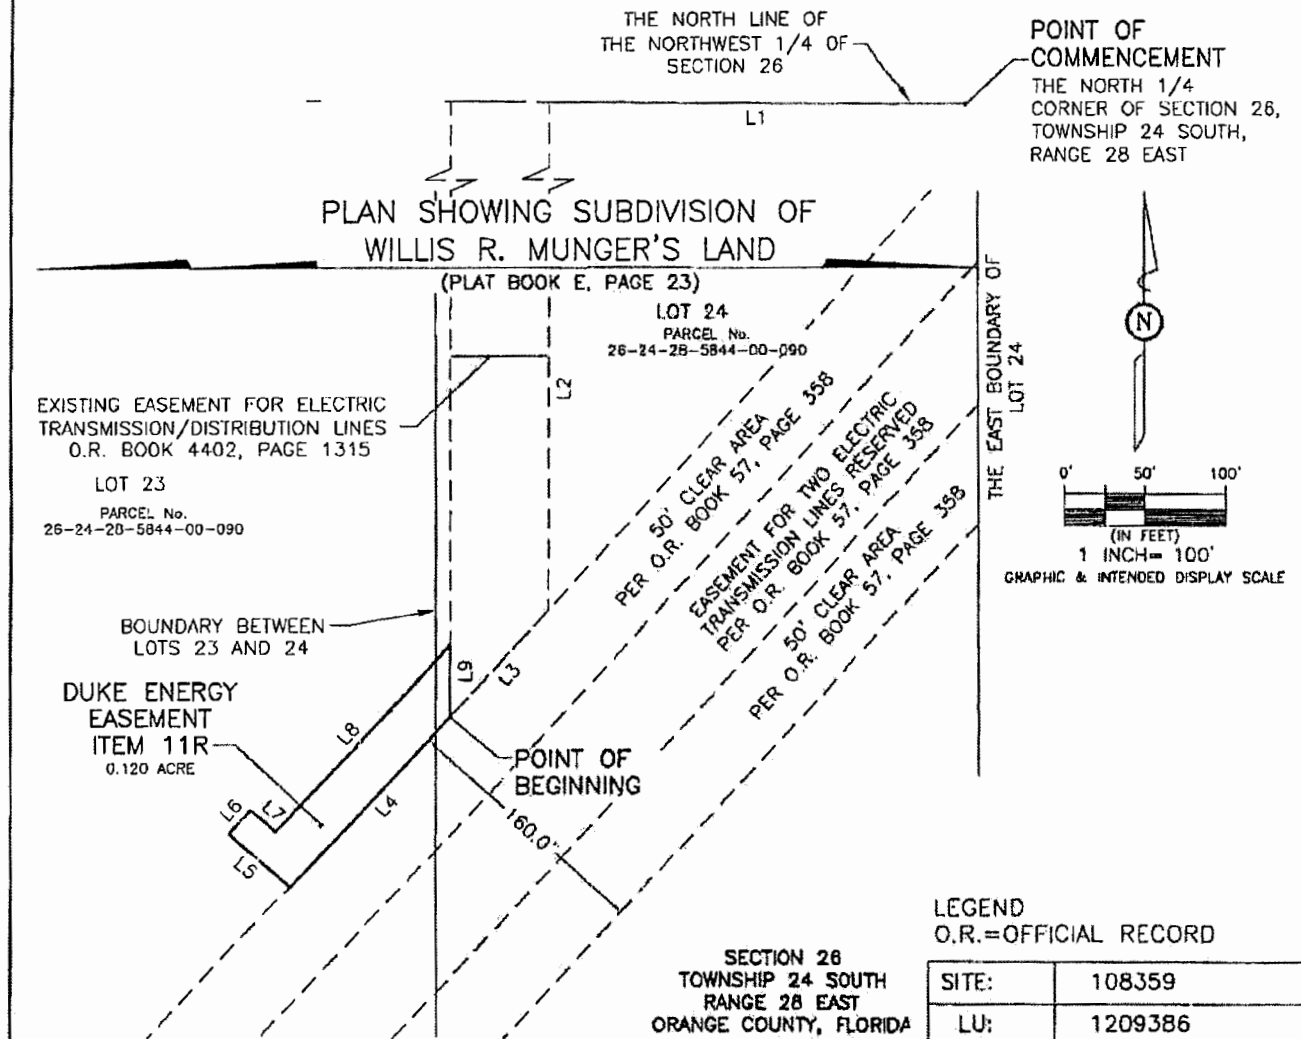 THE NORTH LINE OF
THE NORTHWEST 1/4 OF
SECTION 26
POINT OF
COMMENCEMENT
THE NORTH 1/4
CORNER OF SECTION 26,
TOWNSHIP 24 SOUTH,
RANGE 28 EAST
L1
PLAN SHOWING SUBDIVISION OF
WILLIS R. MUNGER'S LAND
(PLAT BOOK E, PAGE 23)
LOT 24
PARCEL No.
26-24-28-5844-00-090
L2
EXISTING EASEMENT FOR ELECTRIC
TRANSMISSION/DISTRIBUTION LINES
O.R. BOOK 4402, PAGE 1315
LOT 23
PARCEL No.
26-24-28-5844-00-090
50' CLEAR AREA
PER O.R. BOOK 57, PAGE 358
EASEMENT FOR TWO ELECTRIC
TRANSMISSION LINES RESERVED
PER O.R. BOOK 57, PAGE 358
50' CLEAR AREA
PER O.R. BOOK 57, PAGE 358
THE EAST BOUNDARY OF
LOT 24
N
0' 50' 100'
(IN FEET)
1 INCH= 100'
GRAPHIC & INTENDED DISPLAY SCALE
BOUNDARY BETWEEN
LOTS 23 AND 24
L9
L3
DUKE ENERGY
EASEMENT
ITEM 11R
0.120 ACRE
L8
POINT OF
BEGINNING
L6
L7
L4
L5
160.0'
LEGEND
O.R.=OFFICIAL RECORD
SECTION 26
TOWNSHIP 24 SOUTH
RANGE 28 EAST
ORANGE COUNTY, FLORIDA
SITE: 108359
LU: 1209386